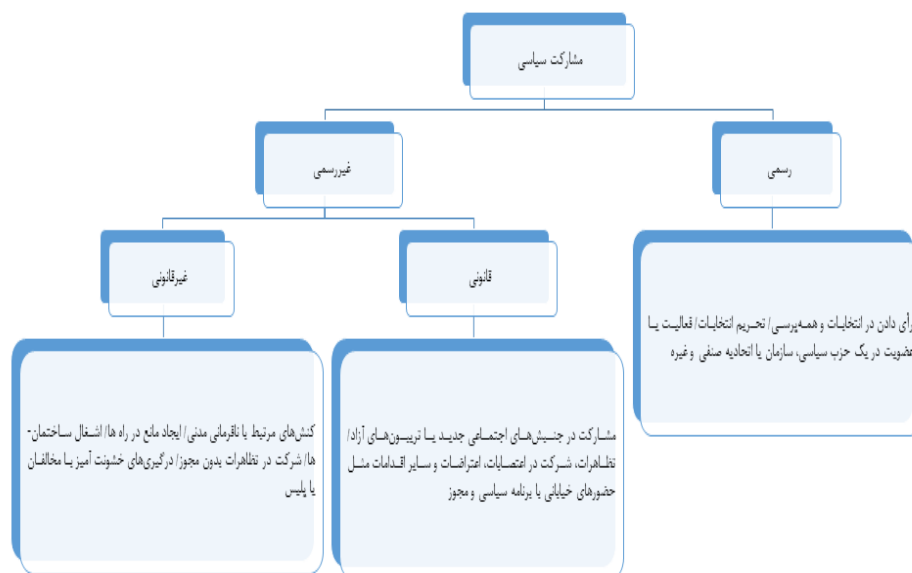 مشارکت سیاسی
رسمی
غیررسمی
قانونی
غیرقانونی
رأی دادن در انتخابات و همه‌پرسی/ تحریم انتخابات/ فعالیت یا
عضویت در یک حزب سیاسی، سازمان یا اتحادیه صنفی و غیره
مشارکت در جنبش‌های اجتماعی جدید یا تریبون‌های آزاد/
تظاهرات، شرکت در اعتصابات، اعتراضات و سایر اقدامات مثل
حضورهای خیابانی با برنامه سیاسی و مجوز
کنش‌های مرتبط با نافرمانی مدنی/ ایجاد مانع در راه ها/ اشغال ساختمان-
ها/ شرکت در تظاهرات بدون مجوز/ درگیری‌های خشونت آمیز با مخالفان
یا پلیس